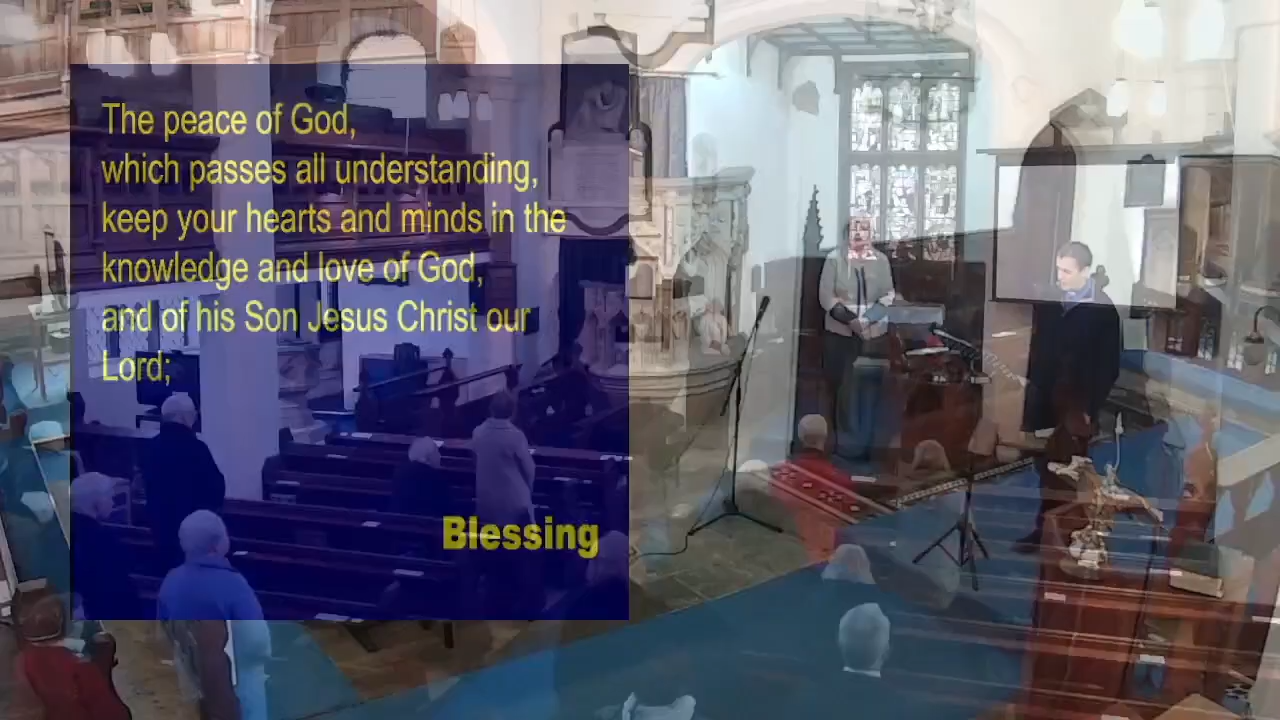 The peace of God,
which passes all understanding,
keep your hearts and minds in the
knowledge and love of God,
and of his Son Jesus Christ our
Lord;
Blessing